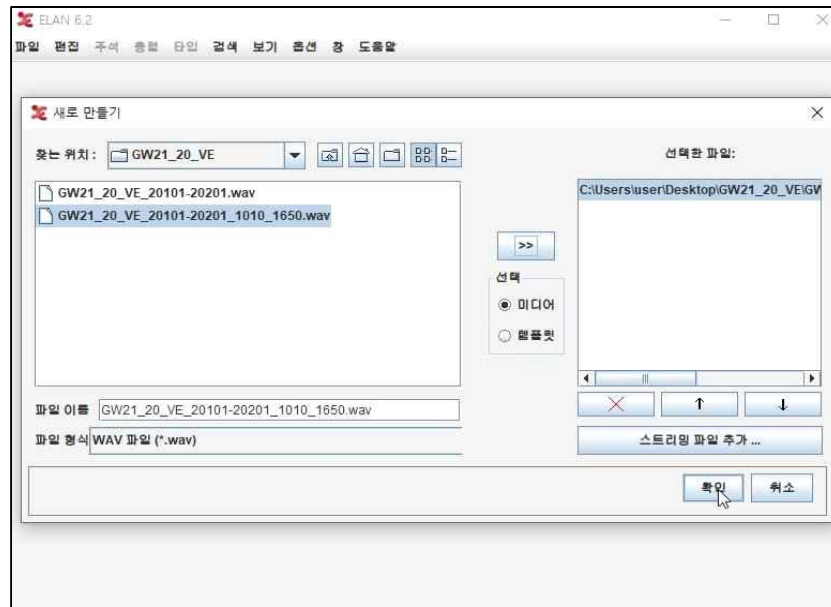 ELAN 6.2
파일 편집 주석 층렬 타입 검색 보기 옵션 창 도움말
새로 만들기
찾는 위치: GW21_20_VE
선택한 파일:
GW21_20_VE_20101-20201.wav
GW21_20_VE_20101-20201_1010_1650.wav
C:\Users\user\Desktop\GW21_20_VE\GW
>>
선택
미디어
템플릿
파일 이름 GW21_20_VE_20101-20201_1010_1650.wav
파일 형식 WAV 파일 (*.wav)
스트리밍 파일 추가 ...
확인 취소